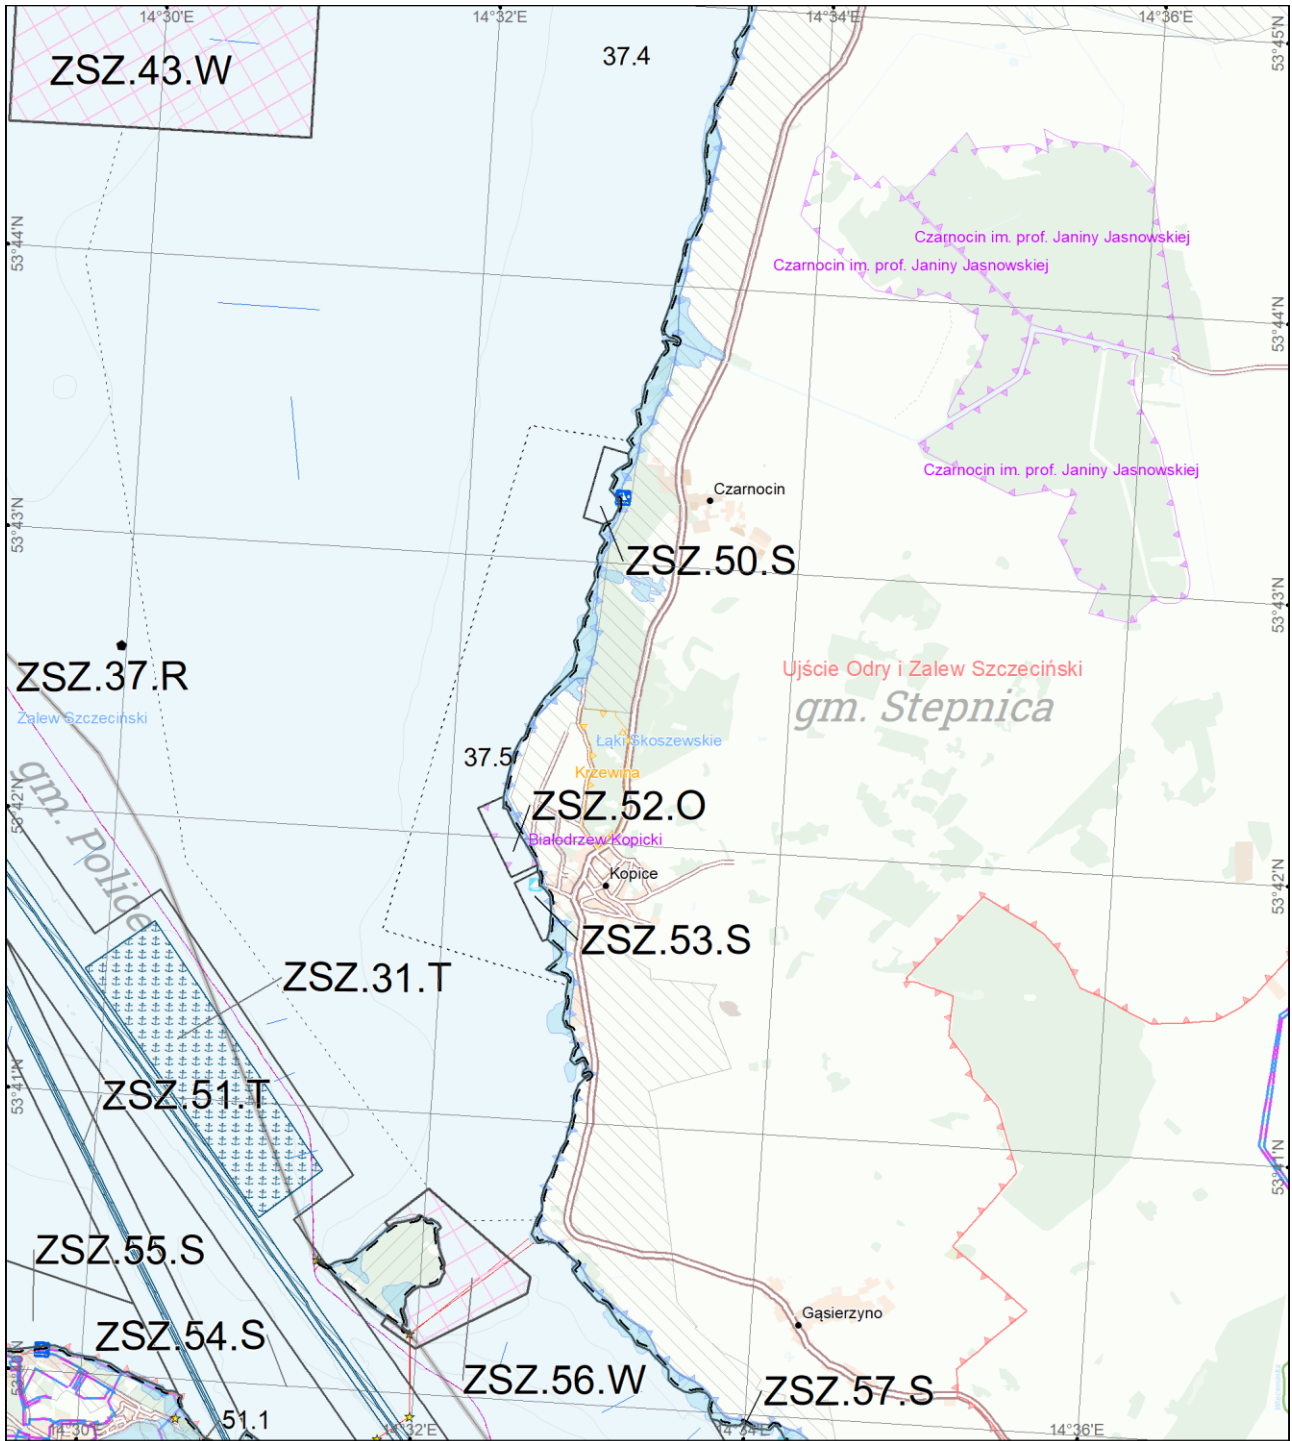 14°30'E
14°32'E
14°34'E
14°36'E
53°45'N
37.4
ZSZ.43.W
53°44'N
Czarnocin im. prof. Janiny Jasnowskiej
Czarnocin im. prof. Janiny Jasnowskiej
53°44'N
Czarnocin im. prof. Janiny Jasnowskiej
Czarnocin
53°43'N
ZSZ.50.S
53°43'N
ZSZ.37.R
Ujście Odry i Zalew Szczeciński
gm. Stepnica
Zalew Szczeciński
Łąki Skoszewskie
37.5
Krzewina
gm. Police
53°42'N
ZSZ.52.O
Białodrzew Kopicki
Kopice
53°42'N
ZSZ.53.S
ZSZ.31.T
ZSZ.51.T
53°41'N
53°41'N
ZSZ.55.S
Gąsierzyno
ZSZ.54.S
ZSZ.56.W
ZSZ.57.S
51.1
14°30'E
14°32'E
14°34'E
14°36'E